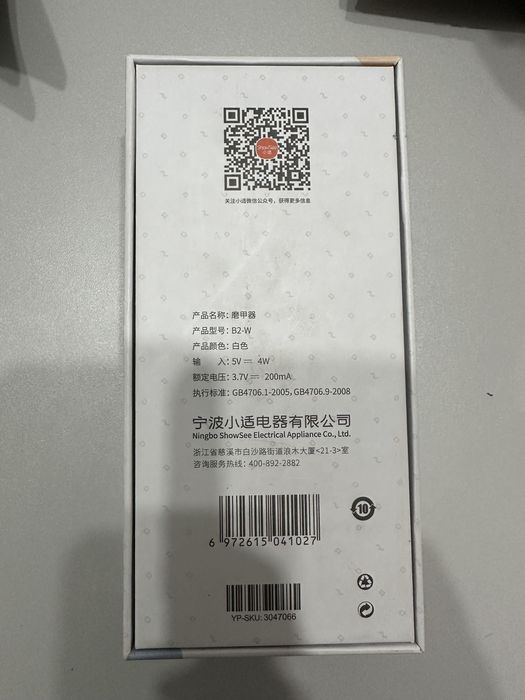 ShowSee
小适
关注小适微信公众号，获得更多信息
产品名称：磨甲器
产品型号：B2-W
产品颜色：白色
输 入：5V⎓ 4W
额定电压：3.7V⎓ 200mA
执行标准：GB4706.1-2005，GB4706.9-2008
宁波小适电器有限公司
Ningbo ShowSee Electrical Appliance Co., Ltd.
浙江省慈溪市白沙路街道浪木大厦<21-3>室
咨询服务热线：400-892-2882
10
6 972615 041027
YP-SKU: 3047066